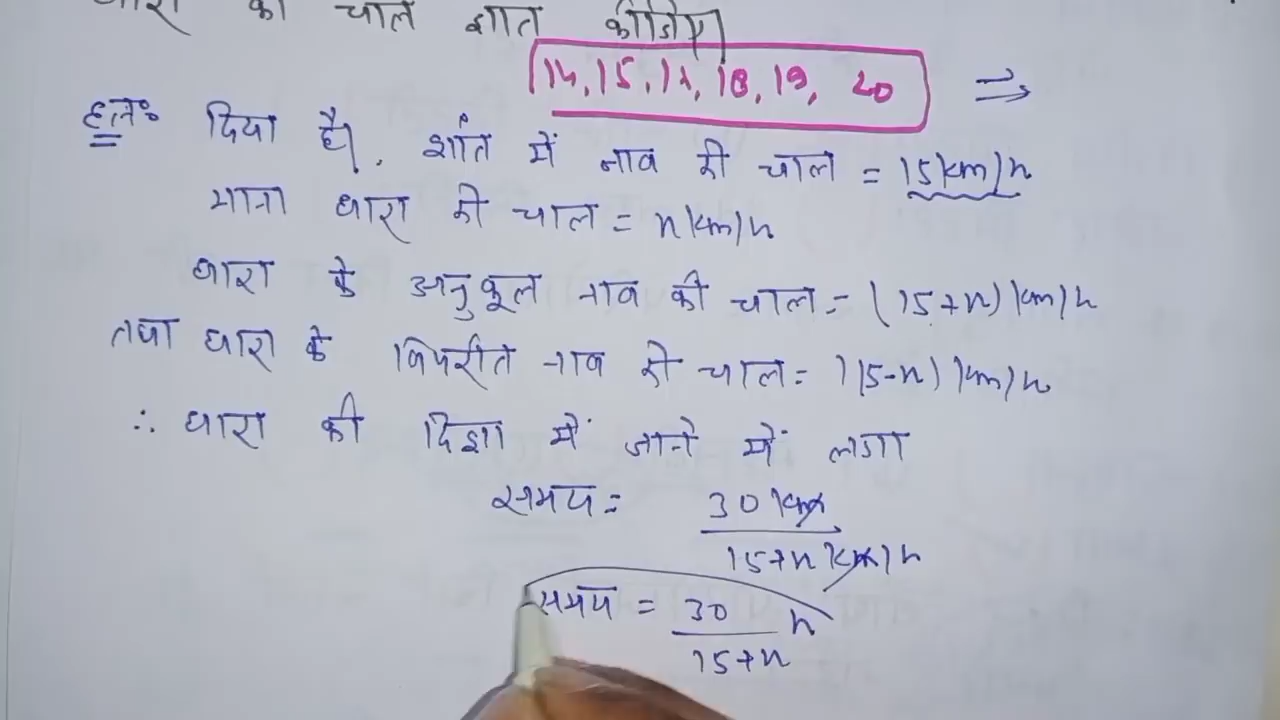 धारा की चाल ज्ञात कीजिए
14, 15, 17, 18, 19, 20 ⇒
हलः दिया है। शांत में नाव की चाल = 15 km/h
माना धारा की चाल = x km/h
धारा के अनुकूल नाव की चाल = (15+x) km/h
तथा धारा के विपरीत नाव की चाल = (15-x) km/h
∴ धारा की दिशा में जाने में लगा
समय = 30 km / 15+x km/h
समय = 30 / 15+x h